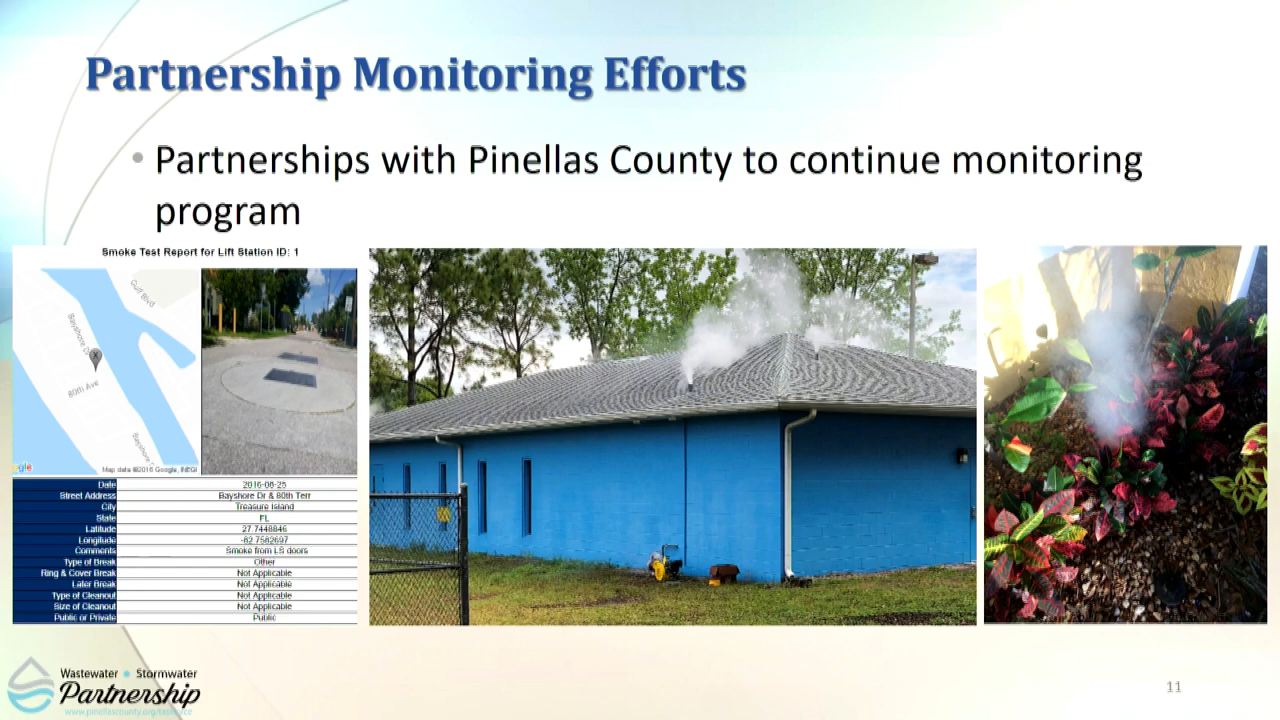 Partnership Monitoring Efforts
• Partnerships with Pinellas County to continue monitoring
program
Smoke Test Report for Lift Station ID: 1
Gulf Blvd
Bayshore Dr
80th Ave
Bayshore
gle
Map data ©2016 Google, INEGI
Date 2016-08-25
Street Address Bayshore Dr & 80th Terr
City Treasure Island
State FL
Latitude 27.7448846
Longitude -82.7582697
Comments Smoke from LS doors
Type of Break Other
Ring & Cover Break Not Applicable
Later Break Not Applicable
Type of Cleanout Not Applicable
Size of Cleanout Not Applicable
Public or Private Public
Wastewater Stormwater
Partnership
11